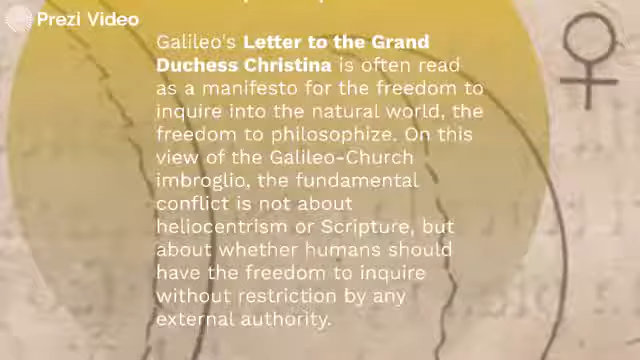 Prezi Video
Galileo's Letter to the Grand
Duchess Christina is often read
as a manifesto for the freedom to
inquire into the natural world, the
freedom to philosophize. On this
view of the Galileo-Church
imbroglio, the fundamental
conflict is not about
heliocentrism or Scripture, but
about whether humans should
have the freedom to inquire
without restriction by any
external authority.